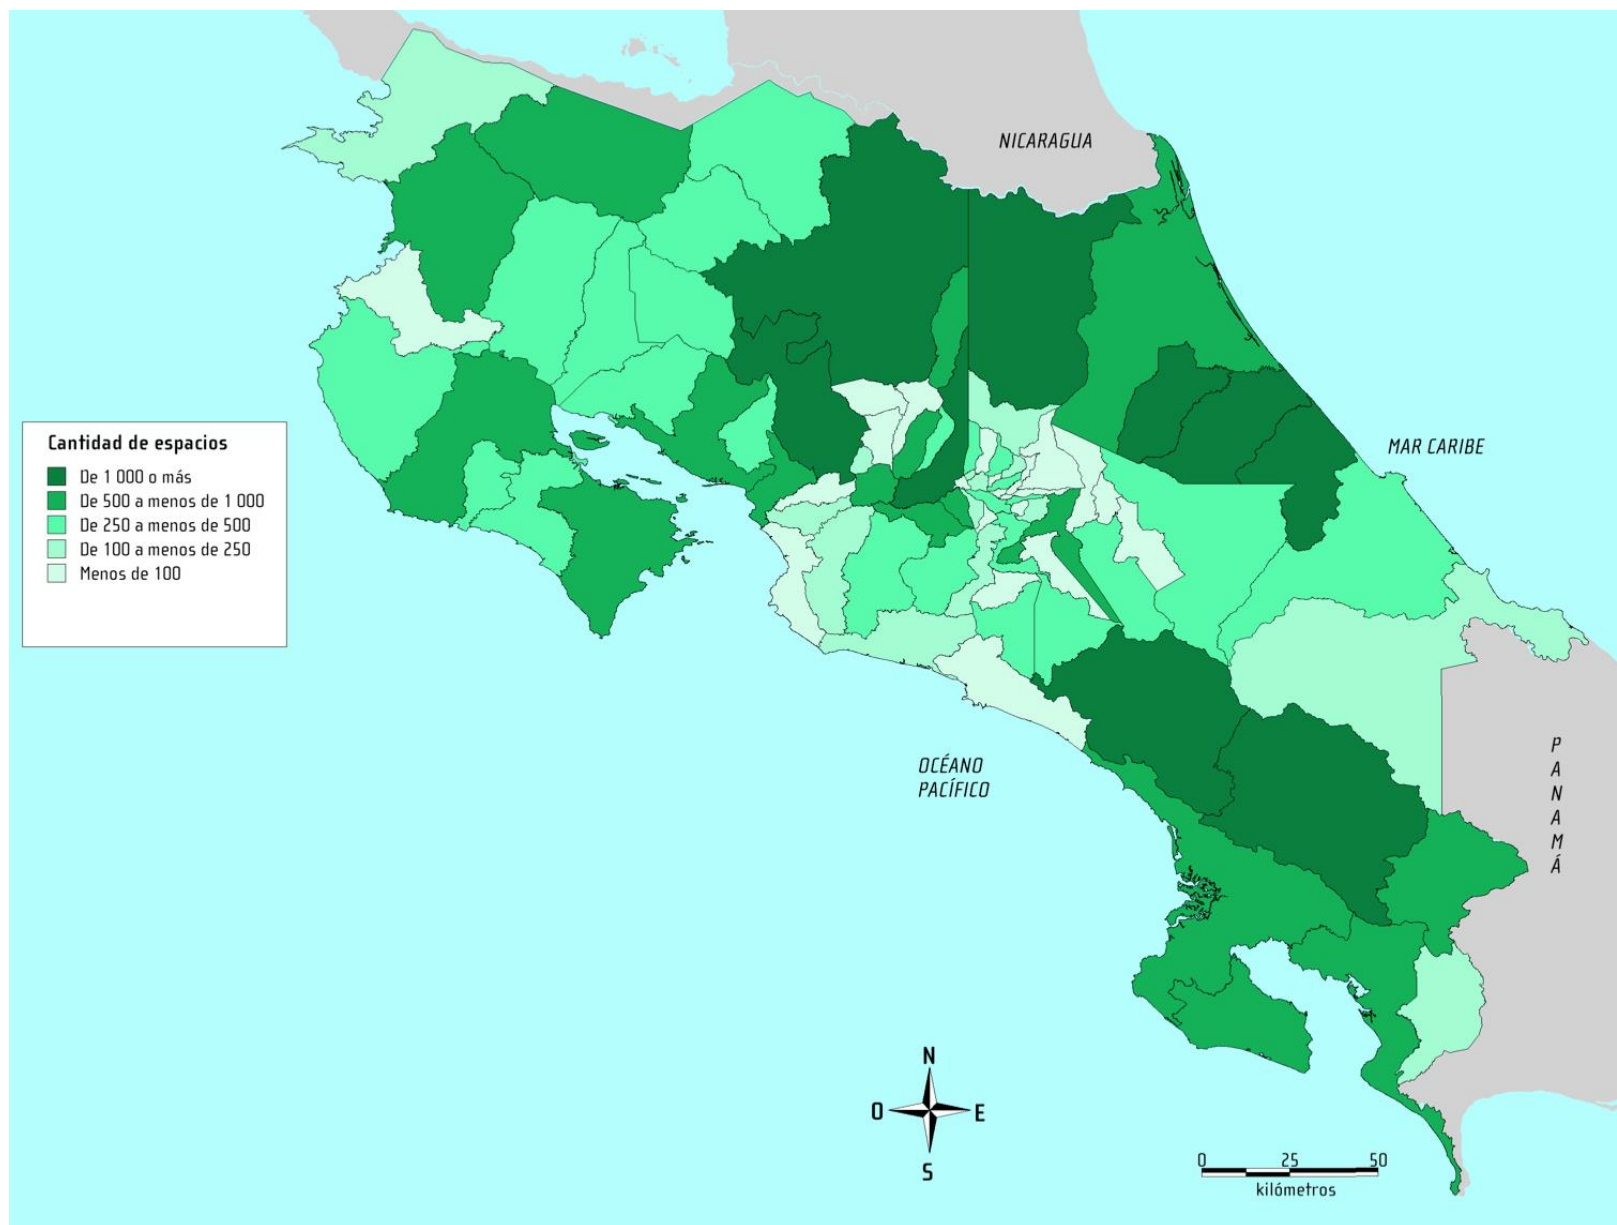 NICARAGUA
MAR CARIBE
Cantidad de espacios
De 1 000 o más
De 500 a menos de 1 000
De 250 a menos de 500
De 100 a menos de 250
Menos de 100
OCÉANO
PACÍFICO
P
A
N
A
M
Á
N
O
E
S
0 25 50
kilómetros